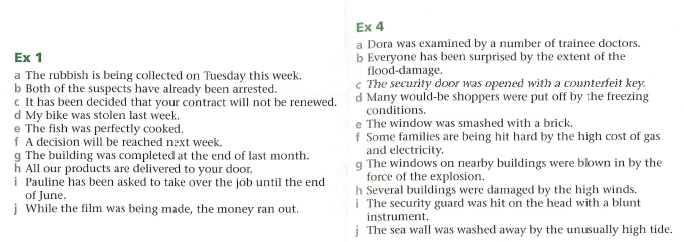 Ex 1
a The rubbish is being collected on Tuesday this week.
b Both of the suspects have already been arrested.
c It has been decided that your contract will not be renewed.
d My bike was stolen last week.
e The fish was perfectly cooked.
f A decision will be reached next week.
g The building was completed at the end of last month.
h All our products are delivered to your door.
i Pauline has been asked to take over the job until the end
of June.
j While the film was being made, the money ran out.
Ex 4
a Dora was examined by a number of trainee doctors.
b Everyone has been surprised by the extent of the
flood-damage.
c The security door was opened with a counterfeit key.
d Many would-be shoppers were put off by the freezing
conditions.
e The window was smashed with a brick.
f Some families are being hit hard by the high cost of gas
and electricity.
g The windows on nearby buildings were blown in by the
force of the explosion.
h Several buildings were damaged by the high winds.
i The security guard was hit on the head with a blunt
instrument.
j The sea wall was washed away by the unusually high tide.